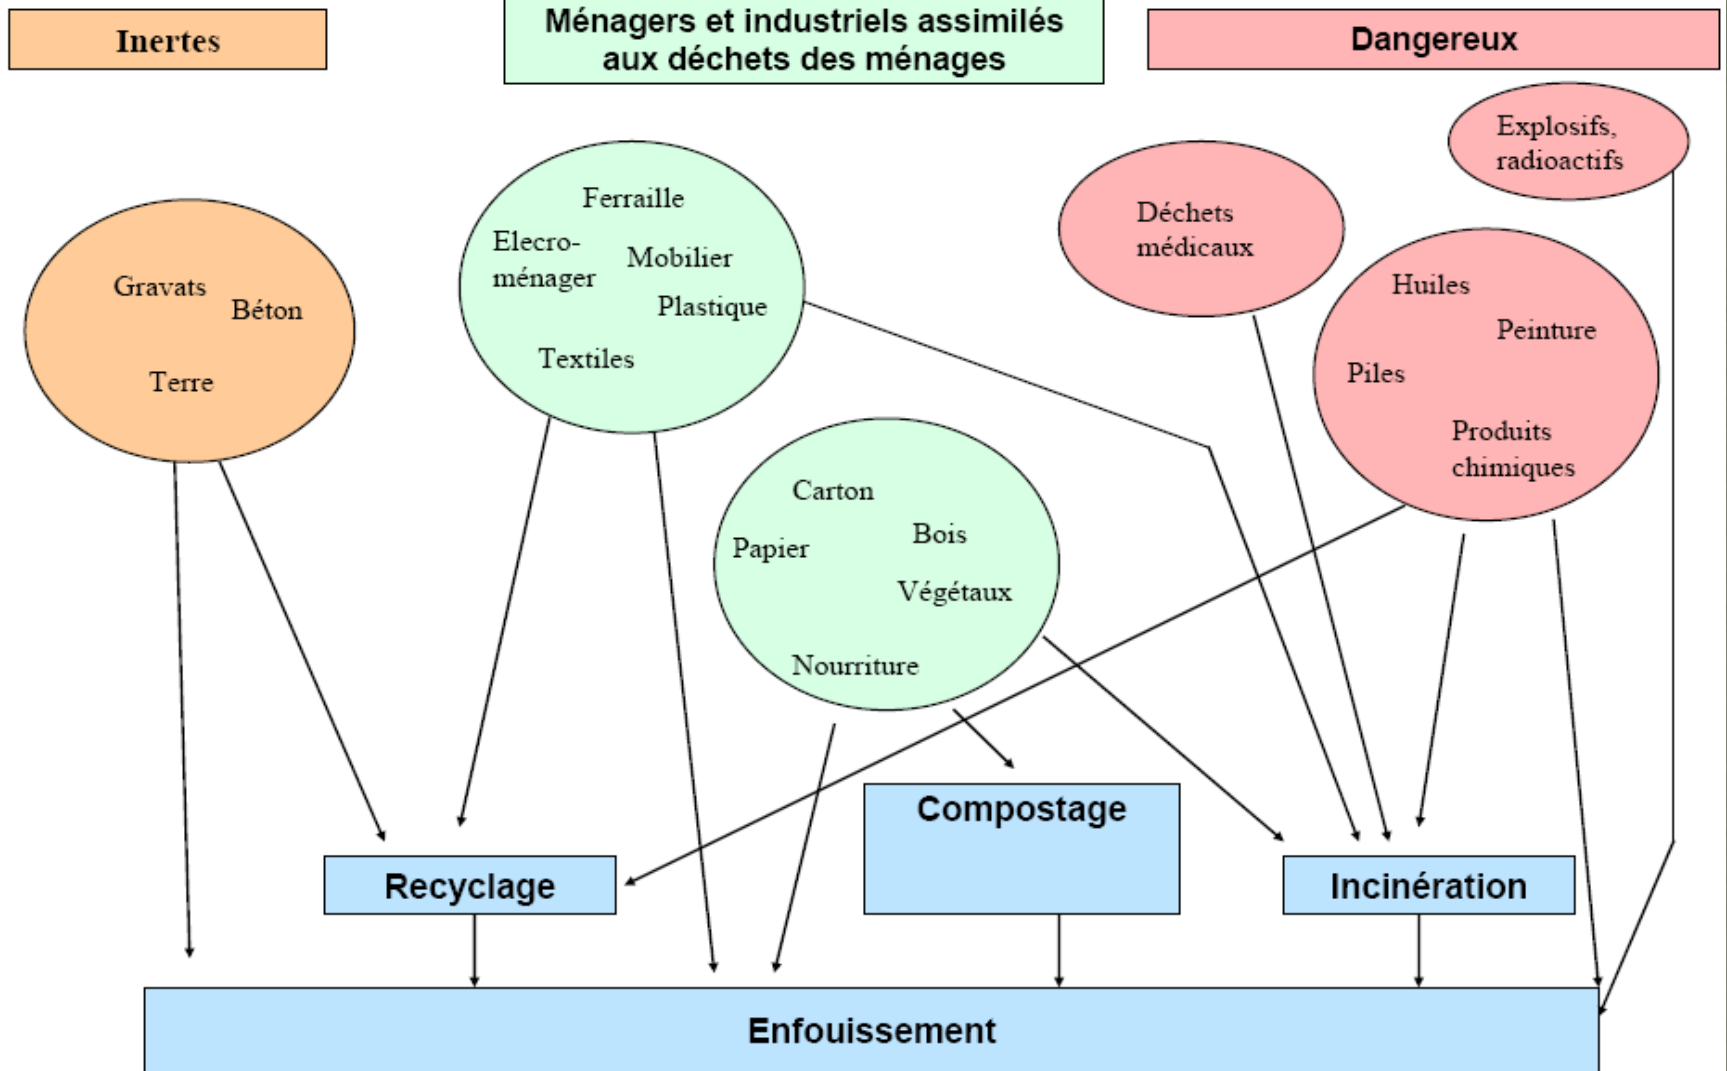 Inertes
Ménagers et industriels assimilés
aux déchets des ménages
Dangereux
Explosifs,
radioactifs
Déchets
médicaux
Ferraille
Elecro-
ménager
Mobilier
Plastique
Textiles
Gravats
Béton
Terre
Huiles
Peinture
Piles
Produits
chimiques
Carton
Bois
Papier
Végétaux
Nourriture
Compostage
Recyclage
Incinération
Enfouissement